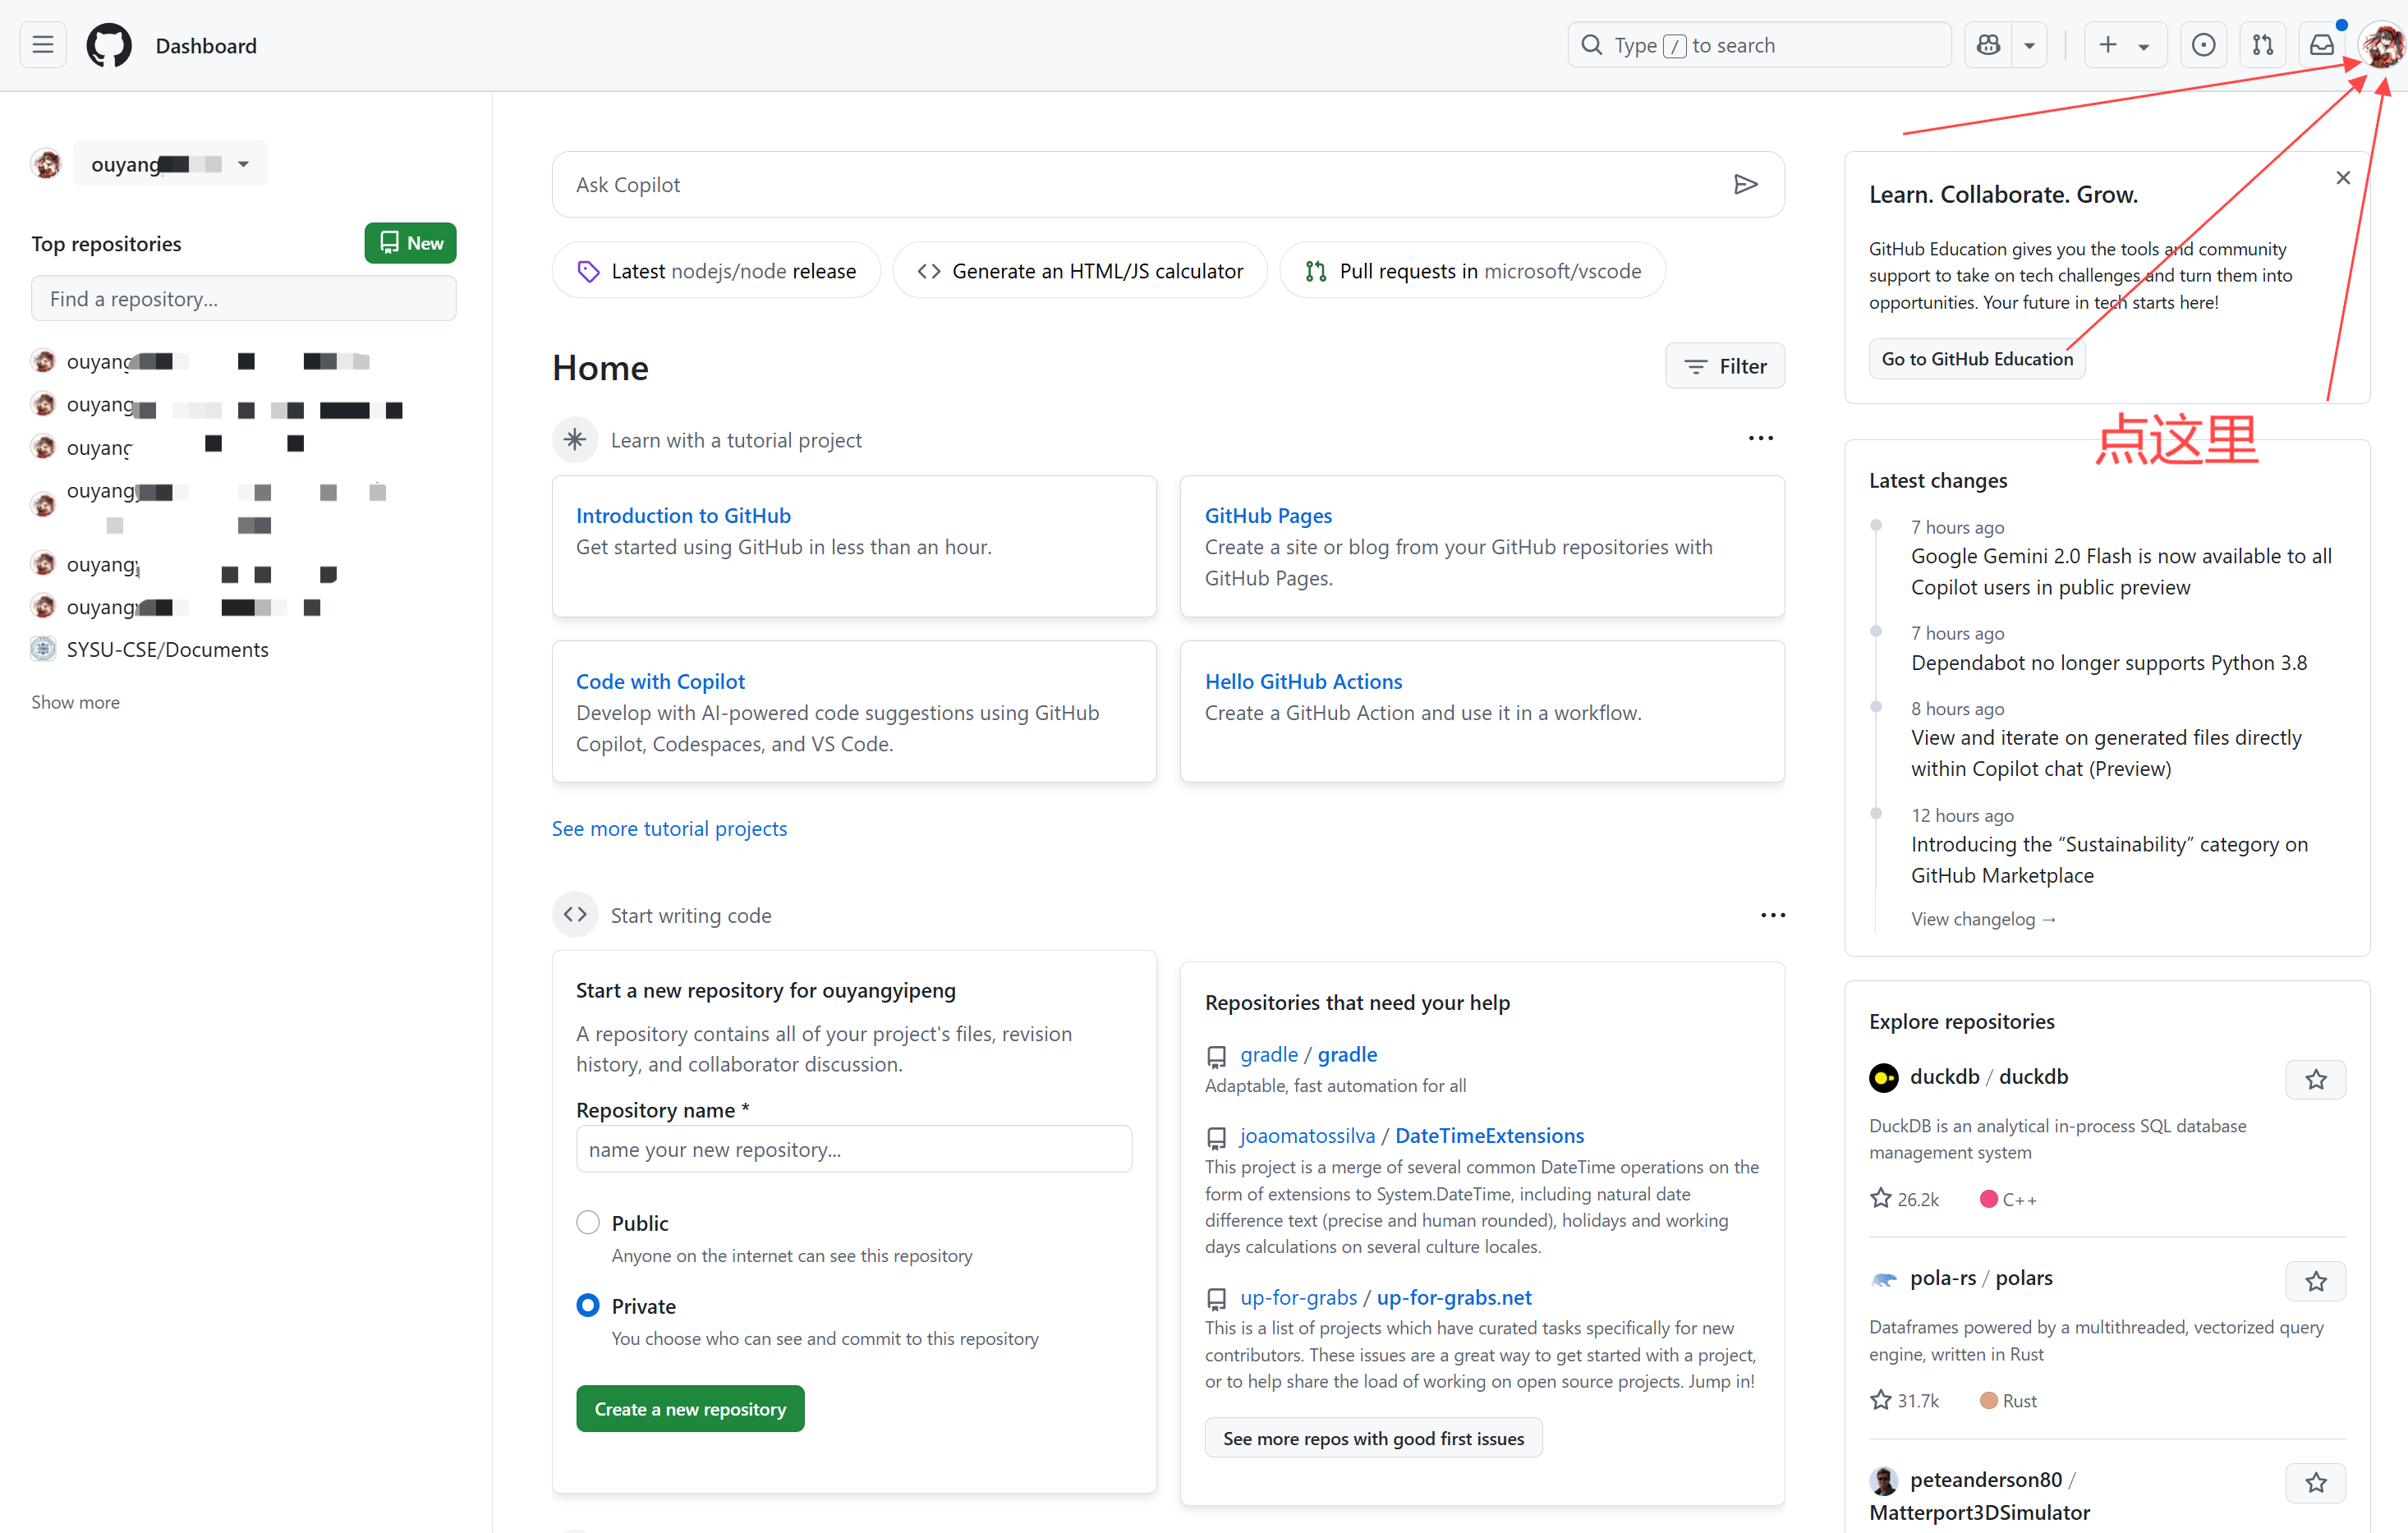 Dashboard
Type / to search
ouyang
Top repositories
New
Find a repository...
ouyang
ouyang
ouyang
ouyang
ouyang
ouyang
SYSU-CSE/Documents
Show more
Ask Copilot
Latest nodejs/node release
Generate an HTML/JS calculator
Pull requests in microsoft/vscode
Home
Filter
Learn with a tutorial project
Introduction to GitHub
Get started using GitHub in less than an hour.
GitHub Pages
Create a site or blog from your GitHub repositories with
GitHub Pages.
Code with Copilot
Develop with AI-powered code suggestions using GitHub
Copilot, Codespaces, and VS Code.
Hello GitHub Actions
Create a GitHub Action and use it in a workflow.
See more tutorial projects
Start writing code
Start a new repository for ouyangyipeng
A repository contains all of your project's files, revision
history, and collaborator discussion.
Repository name *
name your new repository...
Public
Anyone on the internet can see this repository
Private
You choose who can see and commit to this repository
Create a new repository
Repositories that need your help
gradle / gradle
Adaptable, fast automation for all
joaomatossilva / DateTimeExtensions
This project is a merge of several common DateTime operations on the
form of extensions to System.DateTime, including natural date
difference text (precise and human rounded), holidays and working
days calculations on several culture locales.
up-for-grabs / up-for-grabs.net
This is a list of projects which have curated tasks specifically for new
contributors. These issues are a great way to get started with a project,
or to help share the load of working on open source projects. Jump in!
See more repos with good first issues
Learn. Collaborate. Grow.
GitHub Education gives you the tools and community
support to take on tech challenges and turn them into
opportunities. Your future in tech starts here!
Go to GitHub Education
点这里
Latest changes
7 hours ago
Google Gemini 2.0 Flash is now available to all
Copilot users in public preview
7 hours ago
Dependabot no longer supports Python 3.8
8 hours ago
View and iterate on generated files directly
within Copilot chat (Preview)
12 hours ago
Introducing the “Sustainability” category on
GitHub Marketplace
View changelog →
Explore repositories
duckdb / duckdb
DuckDB is an analytical in-process SQL database
management system
26.2k
C++
pola-rs / polars
Dataframes powered by a multithreaded, vectorized query
engine, written in Rust
31.7k
Rust
peteanderson80 /
Matterport3DSimulator